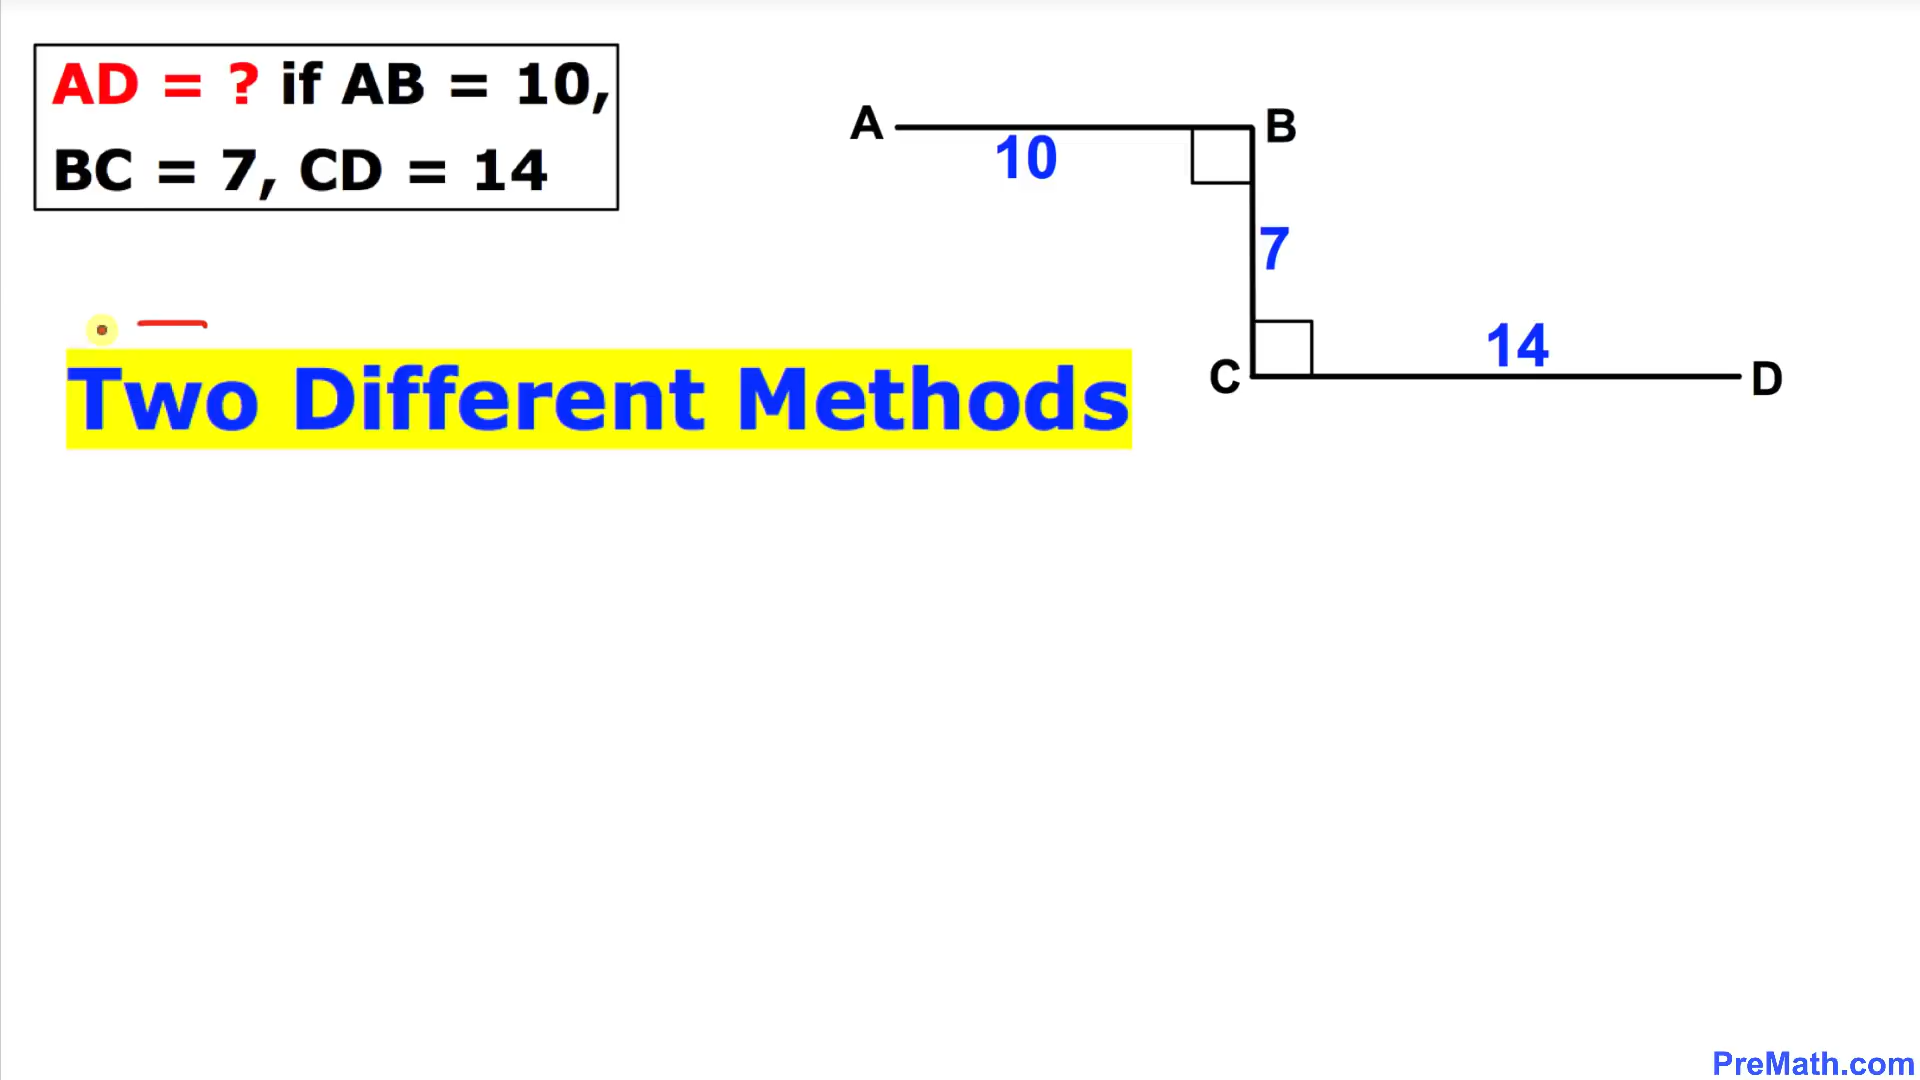 AD = ? if AB = 10,
BC = 7, CD = 14
A
B
10
7
14
C
D
Two Different Methods
PreMath.com